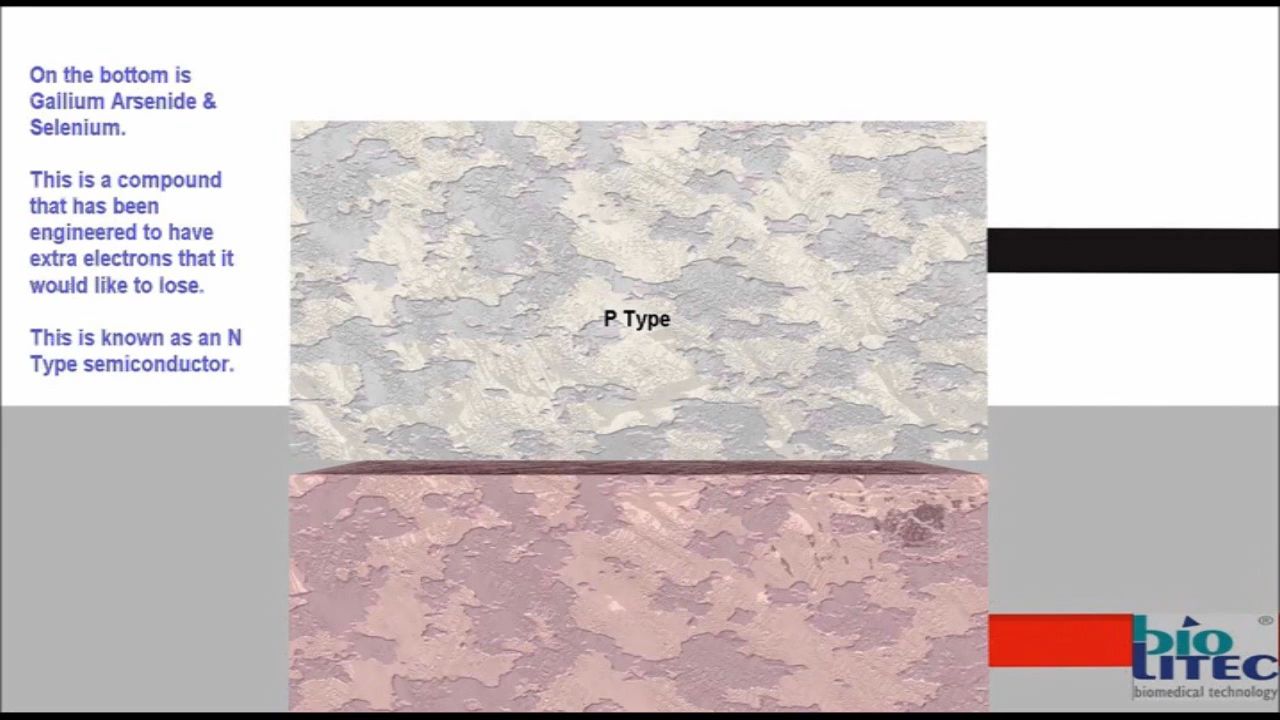 On the bottom is
Gallium Arsenide &
Selenium.
This is a compound
that has been
engineered to have
extra electrons that it
would like to lose.
This is known as an N
Type semiconductor.
P Type
®
bio
LITEC
biomedical technology